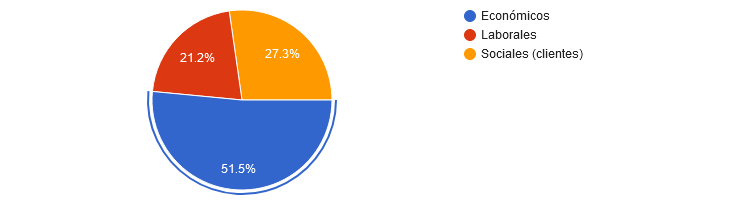 Económicos
Laborales
Sociales (clientes)
21.2%
27.3%
51.5%